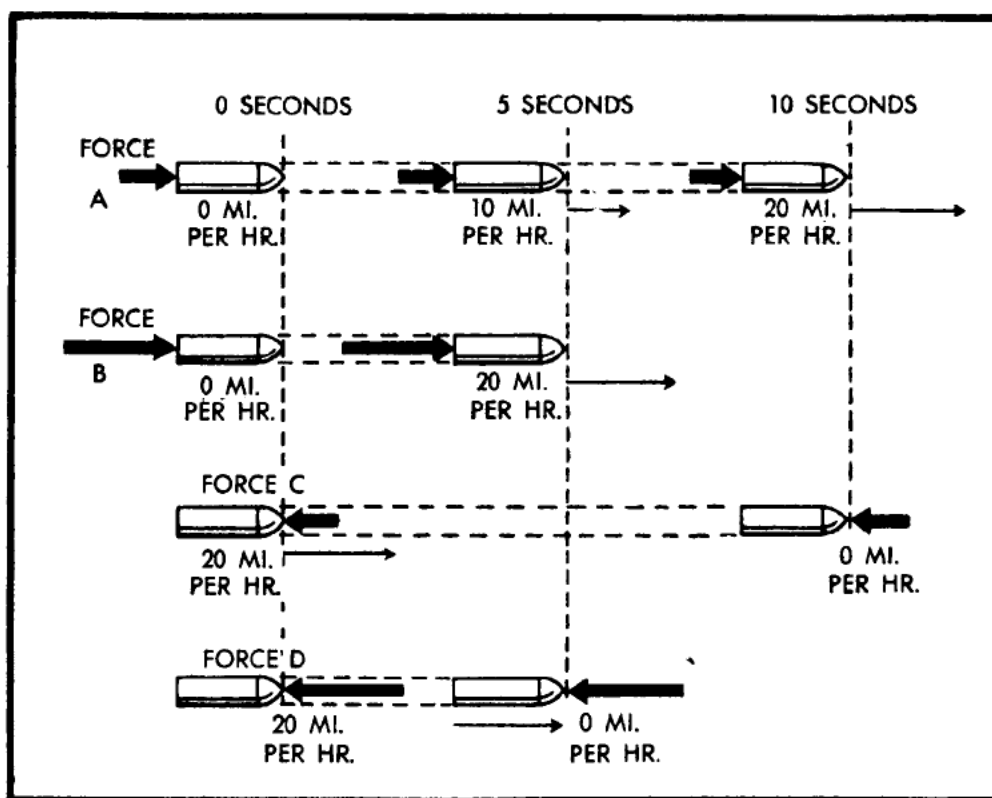 0 SECONDS 5 SECONDS 10 SECONDS
FORCE
A
0 MI. 10 MI. 20 MI.
PER HR. PER HR. PER HR.
FORCE
B
0 MI. 20 MI.
PER HR. PER HR.
FORCE C
20 MI. 0 MI.
PER HR. PER HR.
FORCE D
20 MI. 0 MI.
PER HR. PER HR.